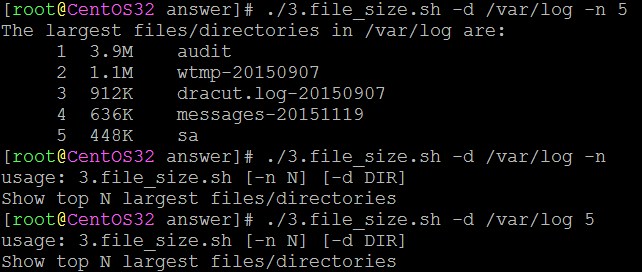 [root@CentOS32 answer]# ./3.file_size.sh -d /var/log -n 5
The largest files/directories in /var/log are:
1 3.9M audit
2 1.1M wtmp-20150907
3 912K dracut.log-20150907
4 636K messages-20151119
5 448K sa
[root@CentOS32 answer]# ./3.file_size.sh -d /var/log -n
usage: 3.file_size.sh [-n N] [-d DIR]
Show top N largest files/directories
[root@CentOS32 answer]# ./3.file_size.sh -d /var/log 5
usage: 3.file_size.sh [-n N] [-d DIR]
Show top N largest files/directories